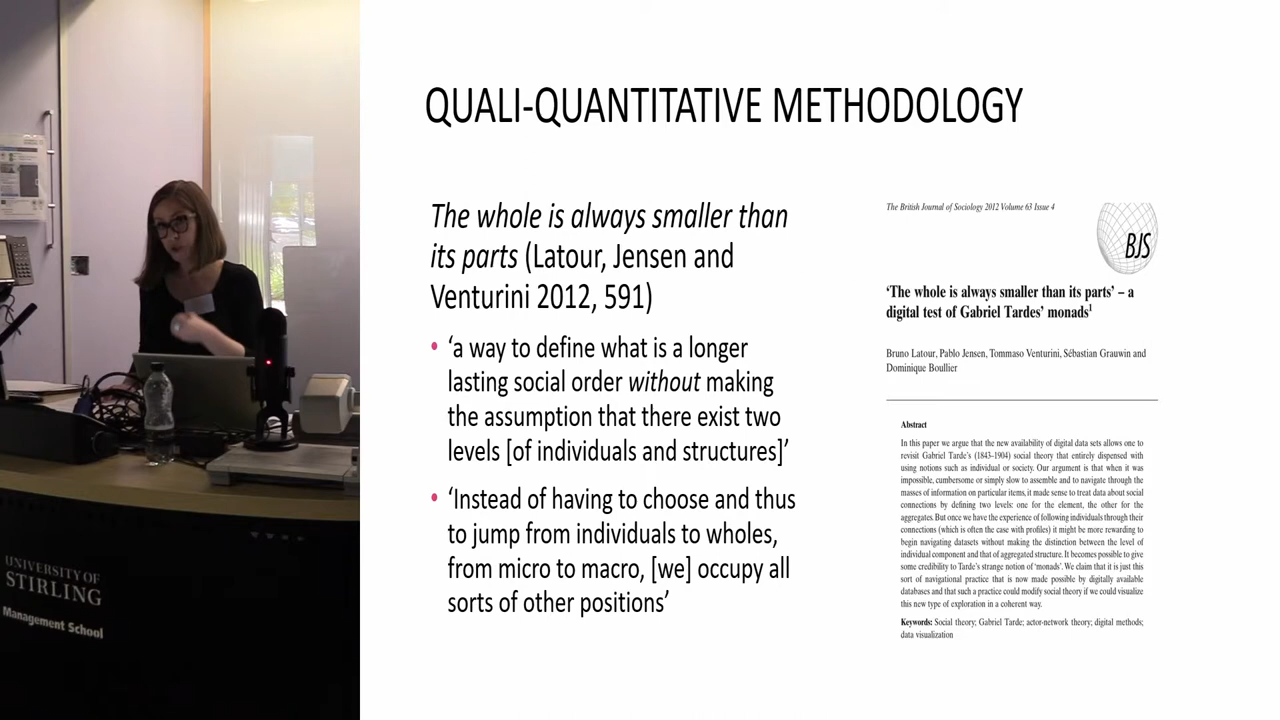 QUALI-QUANTITATIVE METHODOLOGY
The whole is always smaller than
its parts (Latour, Jensen and
Venturini 2012, 591)
• ‘a way to define what is a longer
lasting social order without making
the assumption that there exist two
levels [of individuals and structures]’
• ‘Instead of having to choose and thus
to jump from individuals to wholes,
from micro to macro, [we] occupy all
sorts of other positions’
The British Journal of Sociology 2012 Volume 63 Issue 4
BJS
‘The whole is always smaller than its parts’ – a
digital test of Gabriel Tardes’ monads1
Bruno Latour, Pablo Jensen, Tommaso Venturini, Sébastian Grauwin and
Dominique Boullier
Abstract
In this paper we argue that the new availability of digital data sets allows one to
revisit Gabriel Tarde’s (1843–1904) social theory that entirely dispensed with
using notions such as individual or society. Our argument is that when it was
impossible, cumbersome or simply slow to assemble and to navigate through the
masses of information on particular items, it made sense to treat data about social
connections by defining two levels: one for the element, the other for the
aggregates. But once we have the experience of following individuals through their
connections (which is often the case with profiles) it might be more rewarding to
begin navigating datasets without making the distinction between the level of
individual component and that of aggregated structure. It becomes possible to give
some credibility to Tarde’s strange notion of ‘monads’. We claim that it is just this
sort of navigational practice that is now made possible by digitally available
databases and that such a practice could modify social theory if we could visualize
this new type of exploration in a coherent way.
Keywords: Social theory; Gabriel Tarde; actor-network theory; digital methods;
data visualization
UNIVERSITY OF
STIRLING
Management School